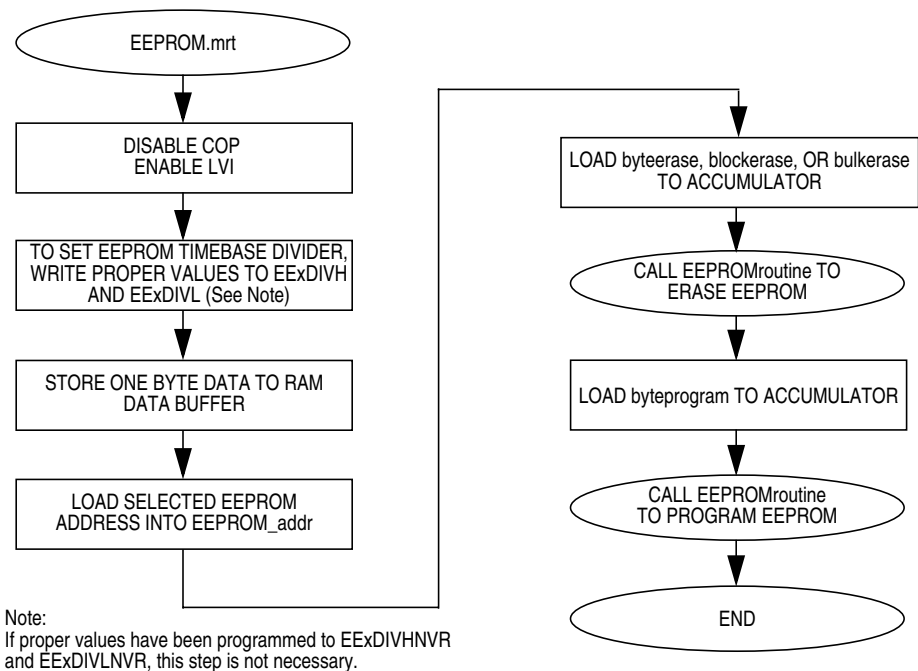 EEPROM.mrt
DISABLE COP
ENABLE LVI
TO SET EEPROM TIMEBASE DIVIDER,
WRITE PROPER VALUES TO EExDIVH
AND EExDIVL (See Note)
STORE ONE BYTE DATA TO RAM
DATA BUFFER
LOAD SELECTED EEPROM
ADDRESS INTO EEPROM_addr
LOAD byteerase, blockerase, OR bulkerase
TO ACCUMULATOR
CALL EEPROMroutine TO
ERASE EEPROM
LOAD byteprogram TO ACCUMULATOR
CALL EEPROMroutine
TO PROGRAM EEPROM
END
Note:
If proper values have been programmed to EExDIVHNVR
and EExDIVLNVR, this step is not necessary.